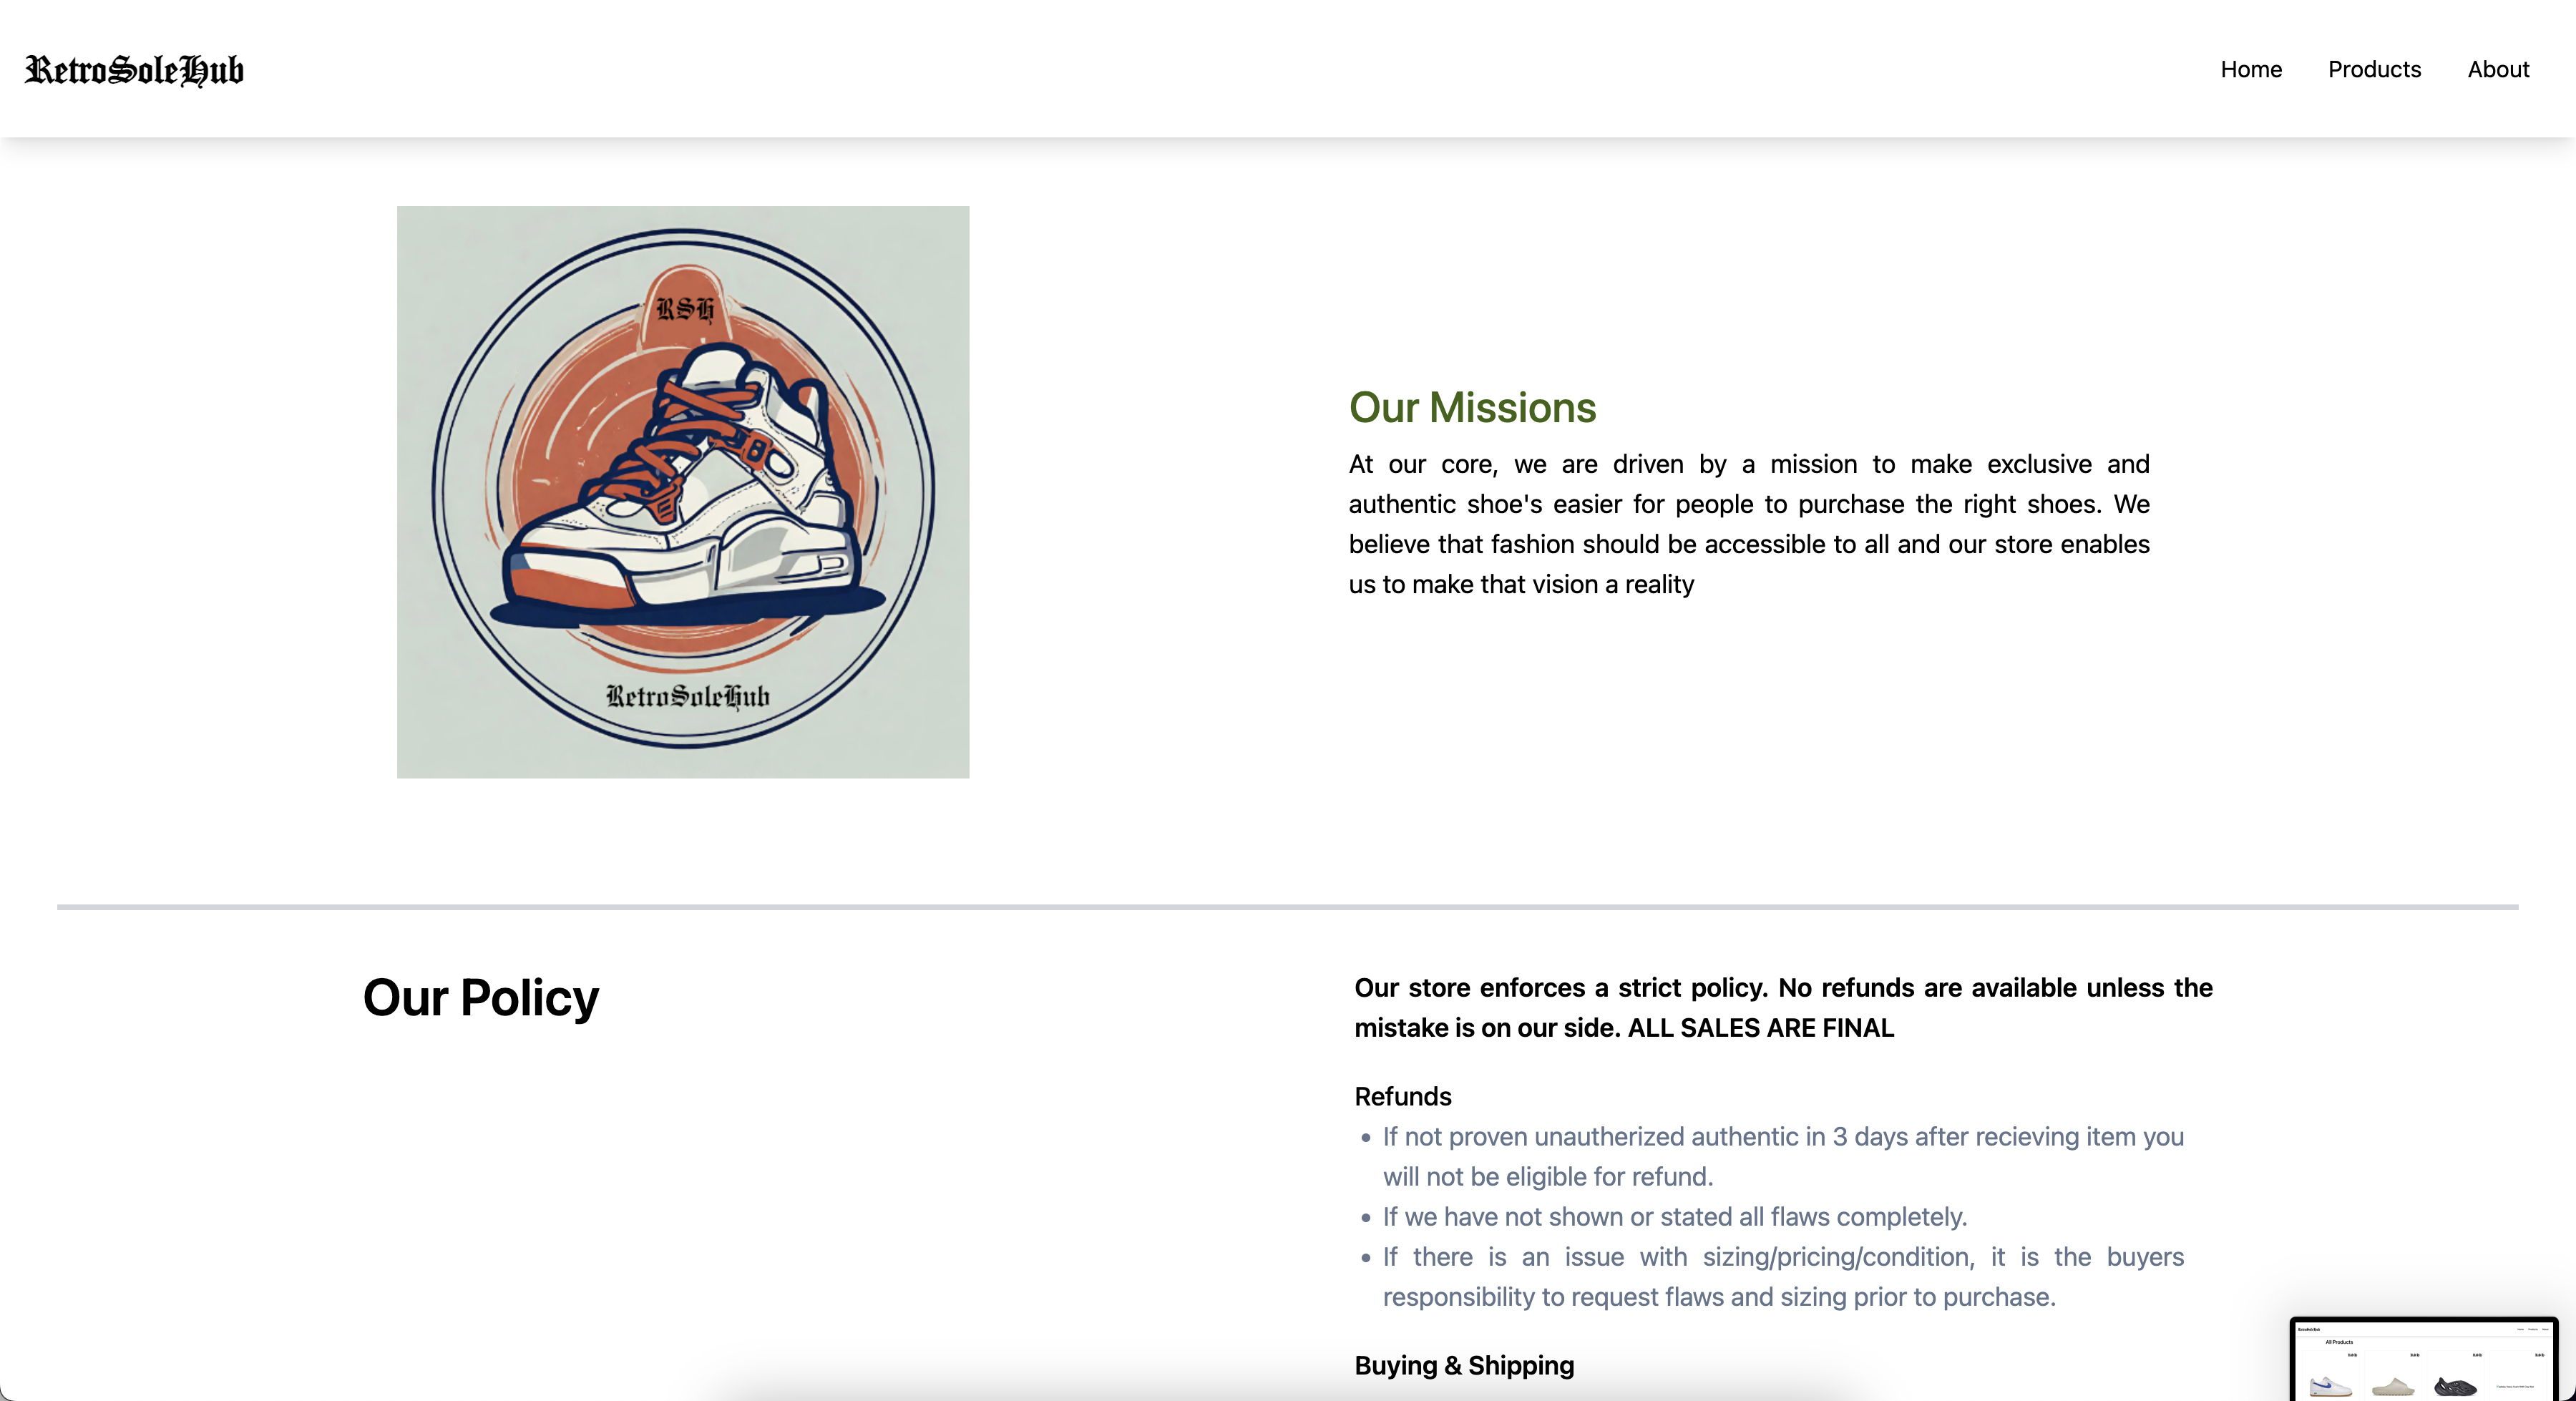 RetroSoleHub
Home Products About
RSH
RetroSoleHub
Our Missions
At our core, we are driven by a mission to make exclusive and
authentic shoe's easier for people to purchase the right shoes. We
believe that fashion should be accessible to all and our store enables
us to make that vision a reality
Our Policy
Our store enforces a strict policy. No refunds are available unless the
mistake is on our side. ALL SALES ARE FINAL
Refunds
If not proven unautherized authentic in 3 days after recieving item you
will not be eligible for refund.
If we have not shown or stated all flaws completely.
If there is an issue with sizing/pricing/condition, it is the buyers
responsibility to request flaws and sizing prior to purchase.
Buying & Shipping
All Products